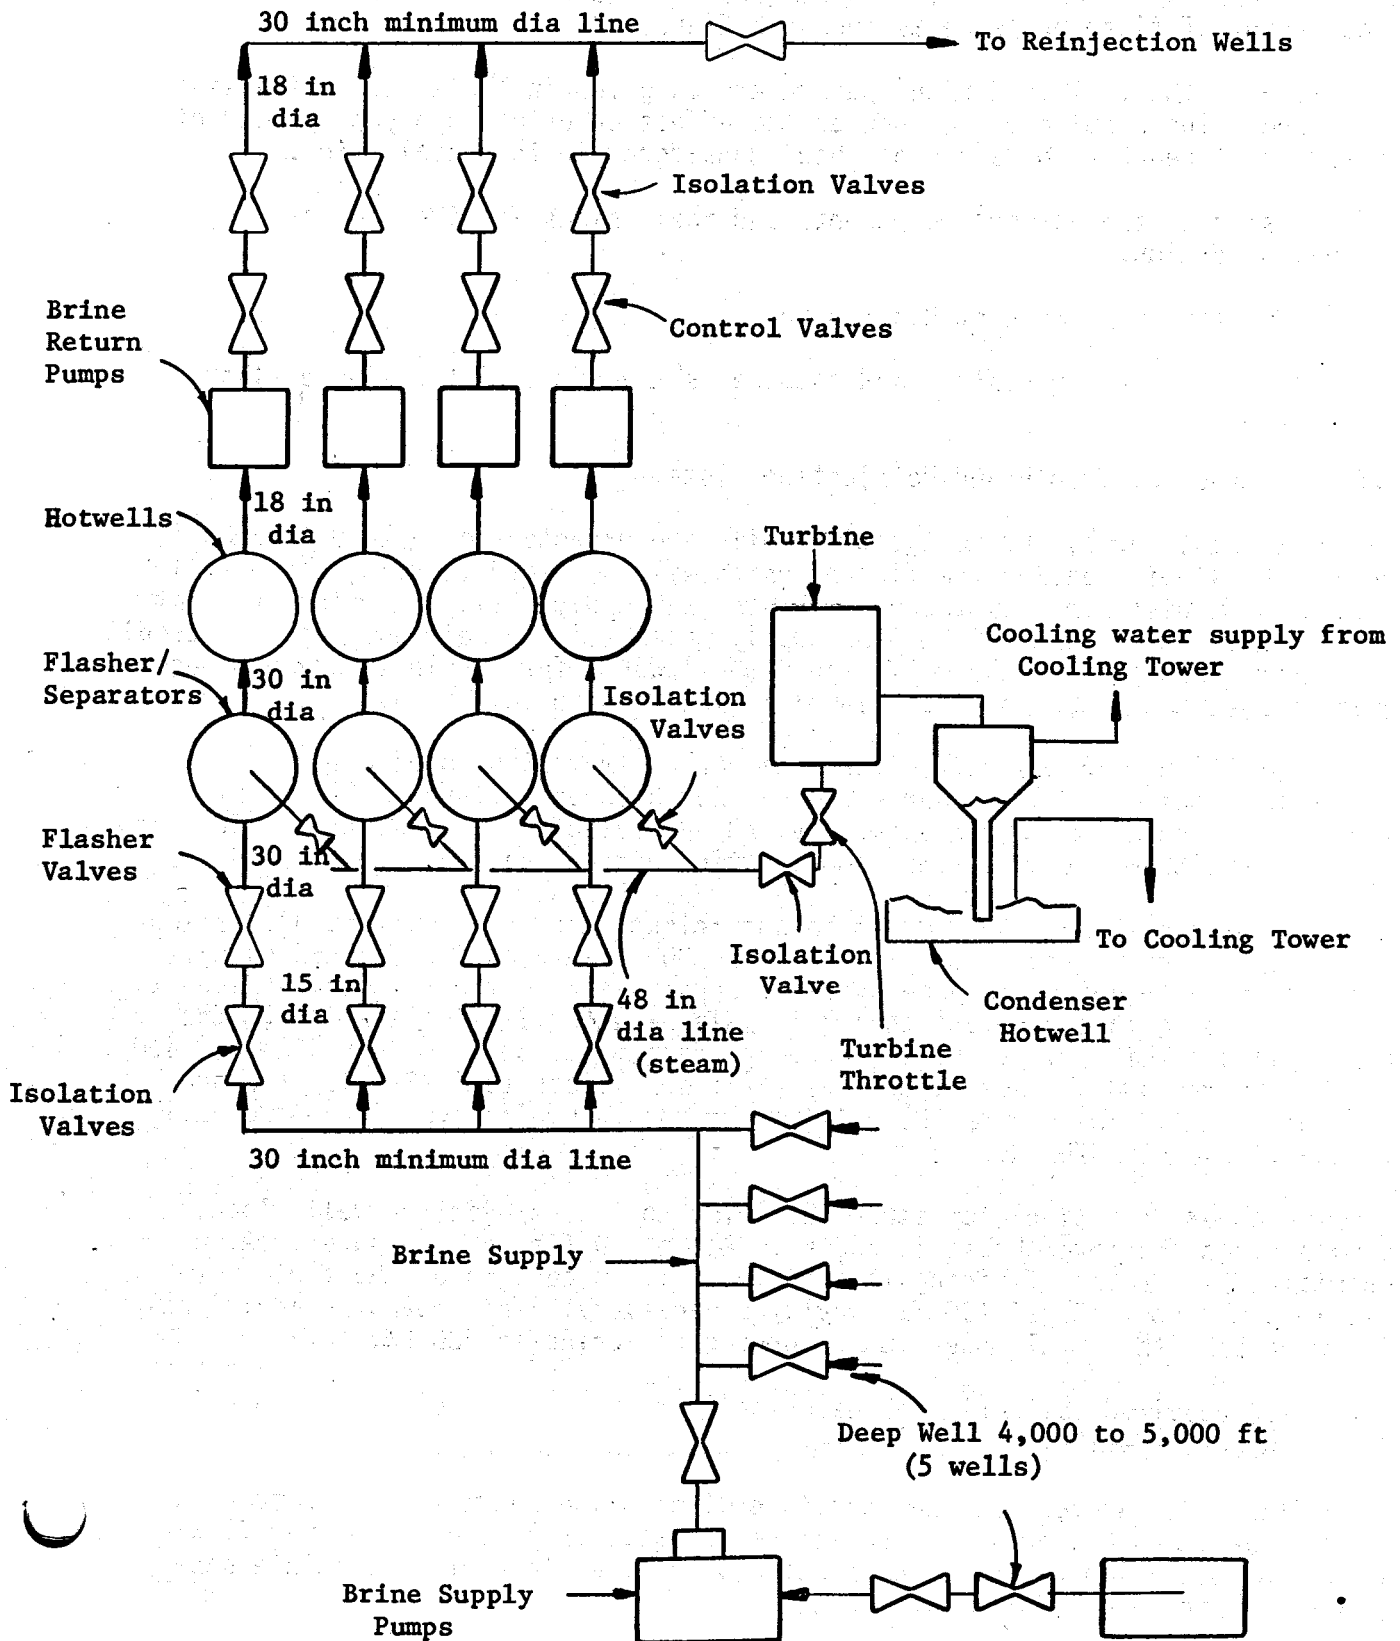 30 inch minimum dia line
To Reinjection Wells
18 in
dia
Isolation Valves
Brine
Return
Pumps
Control Valves
Hotwells
18 in
dia
Turbine
Cooling water supply from
Cooling Tower
Flasher/
Separators
30 in
dia
Isolation
Valves
Flasher
Valves
30 in
dia
Isolation
Valve
To Cooling Tower
15 in
dia
48 in
dia line
(steam)
Condenser
Hotwell
Turbine
Throttle
Isolation
Valves
30 inch minimum dia line
Brine Supply
Deep Well 4,000 to 5,000 ft
(5 wells)
Brine Supply
Pumps